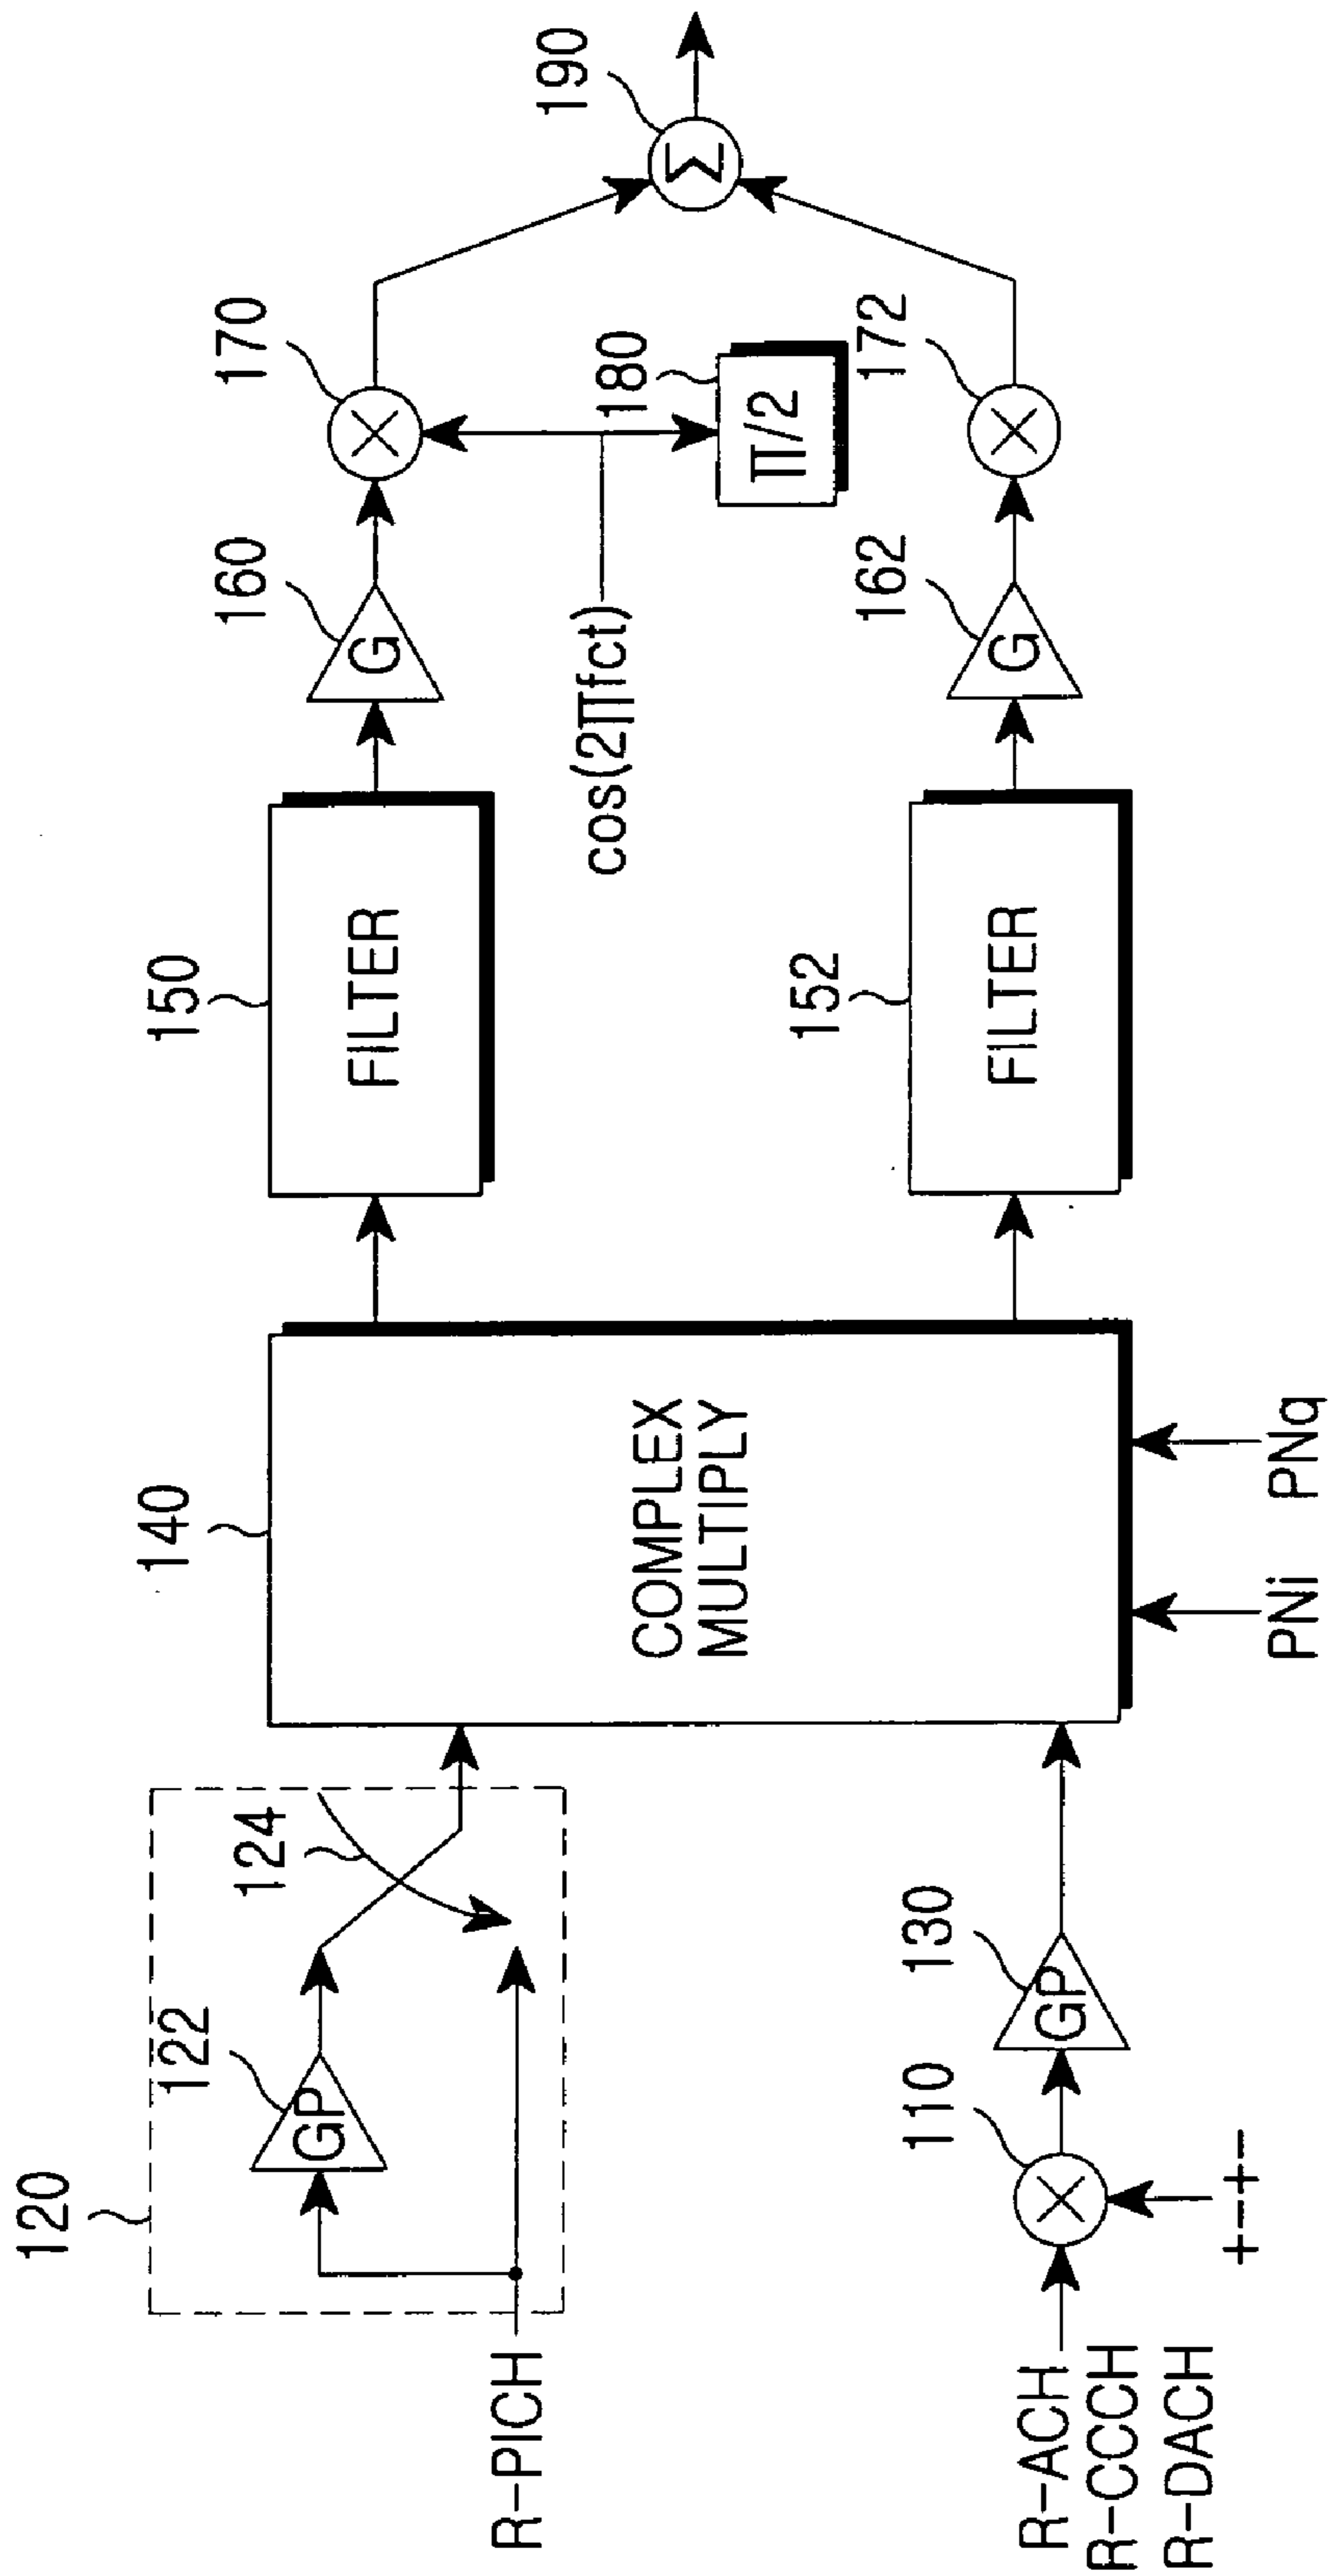 120
122
GP
124
R-PICH
R-ACH
R-CCCH
R-DACH
110
+-+-
130
GP
140
COMPLEX
MULTIPLY
PNi
PNq
150
FILTER
152
FILTER
160
G
162
G
cos(2πfct)
170
180
π/2
172
190
Σ